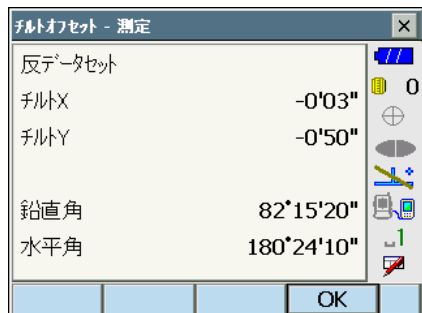 ﾁﾙﾄｵﾌｾｯﾄ - 測定
反ﾃﾞｰﾀｾｯﾄ
ﾁﾙﾄX -0'03"
ﾁﾙﾄY -0'50"
鉛直角 82°15'20"
水平角 180°24'10"
0
1
OK